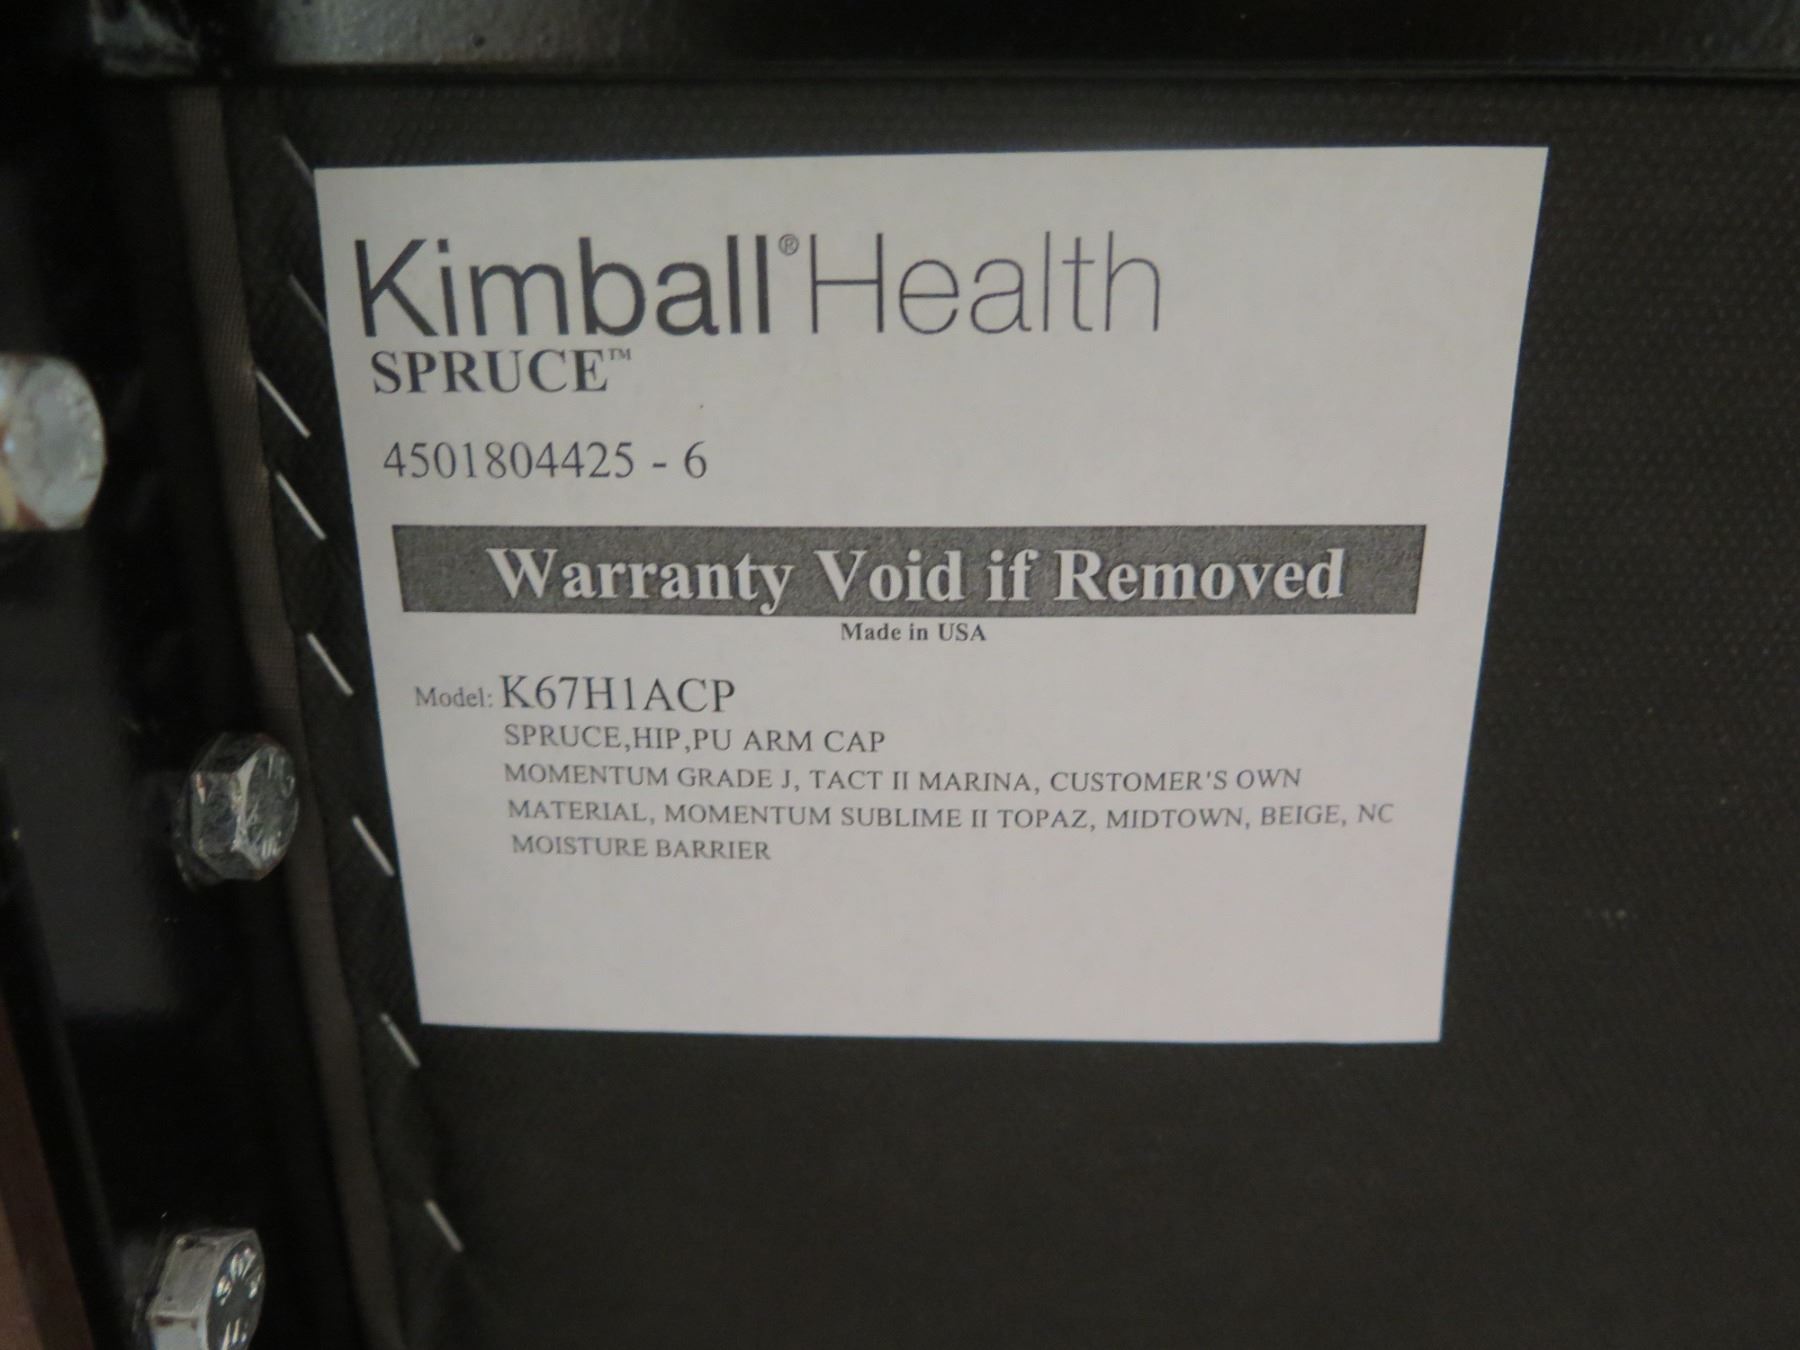 Kimball®Health
SPRUCE™
4501804425 - 6
Warranty Void if Removed
Made in USA
Model: K67H1ACP
SPRUCE,HIP,PU ARM CAP
MOMENTUM GRADE J, TACT II MARINA, CUSTOMER'S OWN
MATERIAL, MOMENTUM SUBLIME II TOPAZ, MIDTOWN, BEIGE, NC
MOISTURE BARRIER